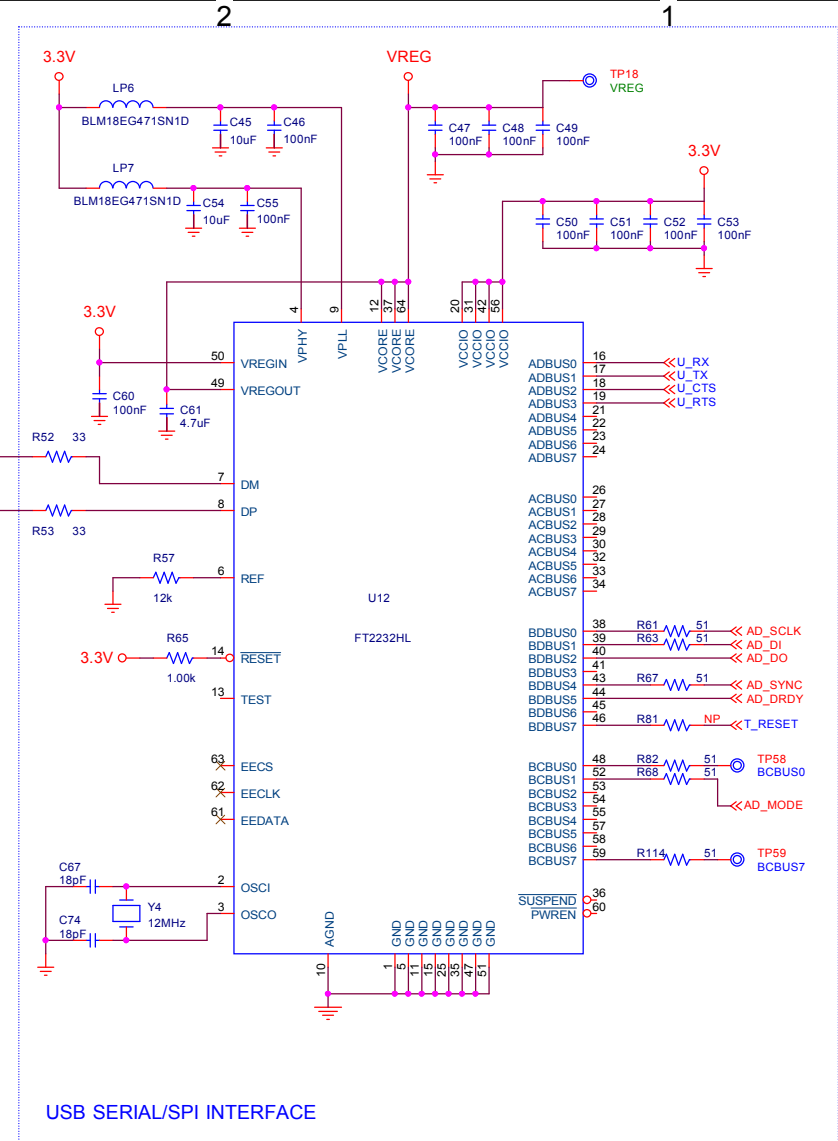 2 1
3.3V
LP6
BLM18EG471SN1D
C45
10uF
C46
100nF
LP7
BLM18EG471SN1D
C54
10uF
C55
100nF
VREG
TP18
VREG
C47
100nF
C48
100nF
C49
100nF
3.3V
C50
100nF
C51
100nF
C52
100nF
C53
100nF
3.3V
C60
100nF
C61
4.7uF
R52 33
R53 33
R57
12k
3.3V
R65
1.00k
C67
18pF
C74
18pF
Y4
12MHz
4 VPHY
9 VPLL
12 VCORE
37 VCORE
64 VCORE
20 VCCIO
31 VCCIO
42 VCCIO
56 VCCIO
50 VREGIN
49 VREGOUT
7 DM
8 DP
6 REF
14 RESET
13 TEST
63 EECS
62 EECLK
61 EEDATA
2 OSCI
3 OSCO
U12
FT2232HL
ADBUS0 16 U_RX
ADBUS1 17 U_TX
ADBUS2 18 U_CTS
ADBUS3 19 U_RTS
ADBUS4 21
ADBUS5 22
ADBUS6 23
ADBUS7 24
ACBUS0 26
ACBUS1 27
ACBUS2 28
ACBUS3 29
ACBUS4 30
ACBUS5 32
ACBUS6 33
ACBUS7 34
BDBUS0 38 R61 51 AD_SCLK
BDBUS1 39 R63 51 AD_DI
BDBUS2 40 AD_DO
BDBUS3 41
BDBUS4 43 R67 51 AD_SYNC
BDBUS5 44 AD_DRDY
BDBUS6 45
BDBUS7 46 R81 NP T_RESET
BCBUS0 48 R82 51 TP58
BCBUS0
BCBUS1 52 R68 51
BCBUS2 53
BCBUS3 54 AD_MODE
BCBUS4 55
BCBUS5 57
BCBUS6 58
BCBUS7 59 R114 51 TP59
BCBUS7
SUSPEND 36
PWREN 60
AGND 10
GND 1
GND 5
GND 11
GND 15
GND 25
GND 35
GND 47
GND 51
USB SERIAL/SPI INTERFACE